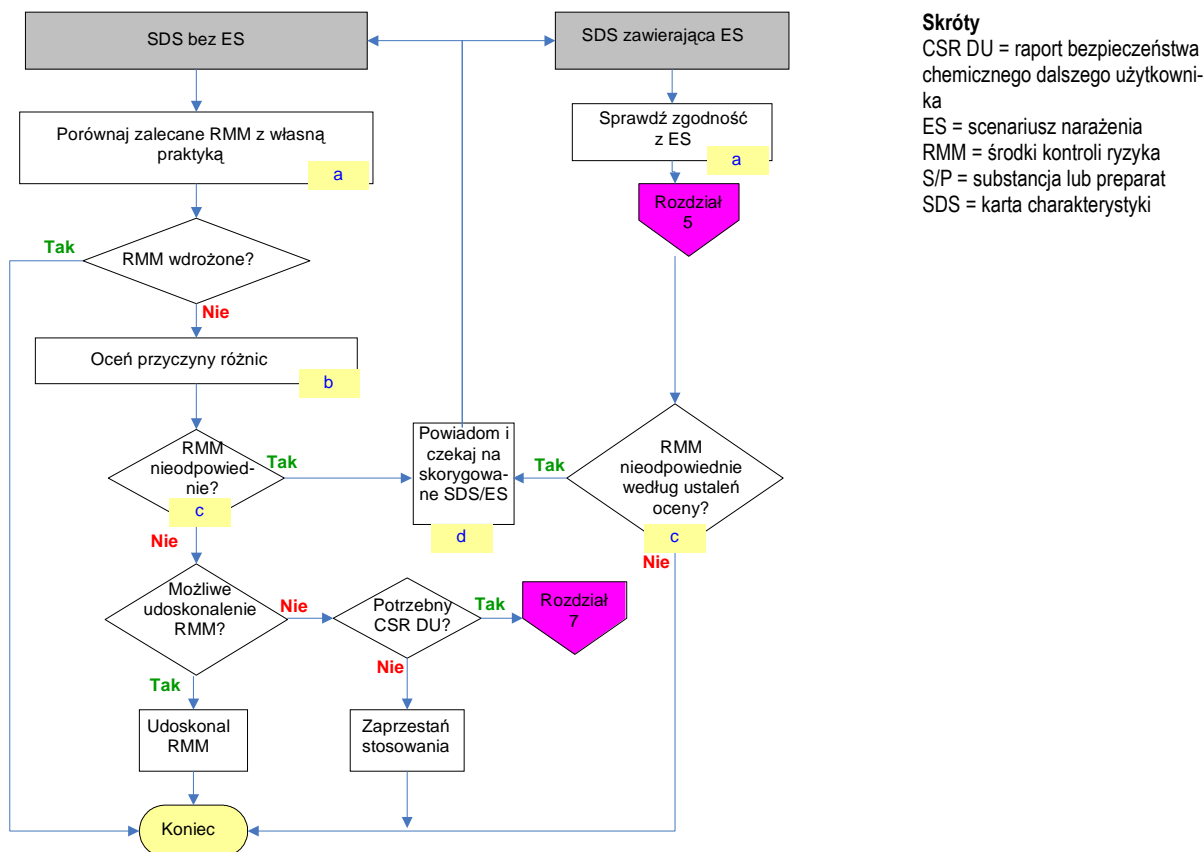 SDS bez ES
SDS zawierająca ES
Skróty
CSR DU = raport bezpieczeństwa
chemicznego dalszego użytkowni-
ka
ES = scenariusz narażenia
RMM = środki kontroli ryzyka
S/P = substancja lub preparat
SDS = karta charakterystyki
Porównaj zalecane RMM z własną
praktyką
a
Sprawdź zgodność
z ES
a
Rozdział
5
Tak
RMM wdrożone?
Nie
Oceń przyczyny różnic
b
RMM
nieodpowied-
nie?
c
Tak
Nie
Powiadom i
czekaj na
skorygowa-
ne SDS/ES
d
Tak
RMM
nieodpowiednie
według ustaleń
oceny?
c
Nie
Możliwe
udoskonalenie
RMM?
Nie
Potrzebny
CSR DU?
Tak
Rozdział
7
Tak
Nie
Udoskonal
RMM
Zaprzestań
stosowania
Koniec